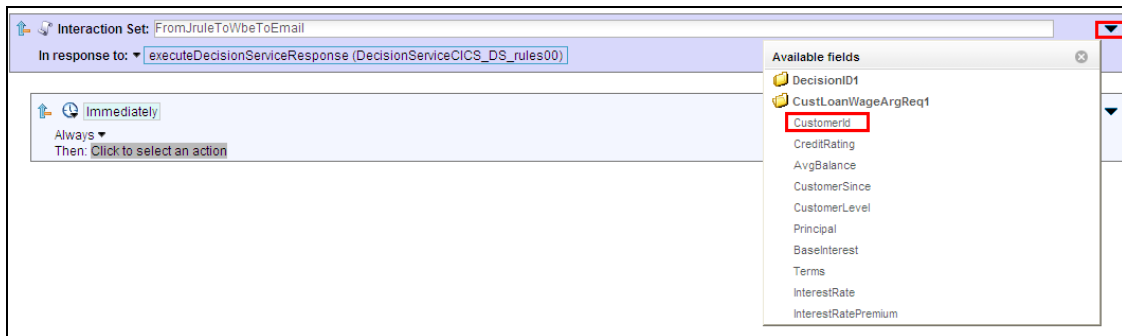 Interaction Set: FromJruleToWbeToEmail
In response to: executeDecisionServiceResponse (DecisionServiceCICS_DS_rules00)
Immediately
Always
Then: Click to select an action
Available fields
DecisionID1
CustLoanWageArgReq1
CustomerId
CreditRating
AvgBalance
CustomerSince
CustomerLevel
Principal
BaseInterest
Terms
InterestRate
InterestRatePremium